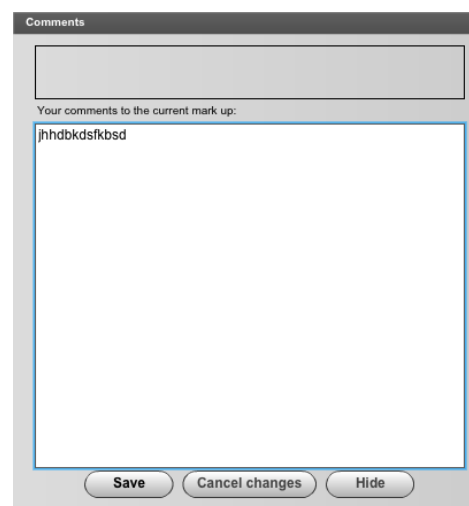 Comments
Your comments to the current mark up:
jhhdbkdsfkbsd
Save Cancel changes Hide